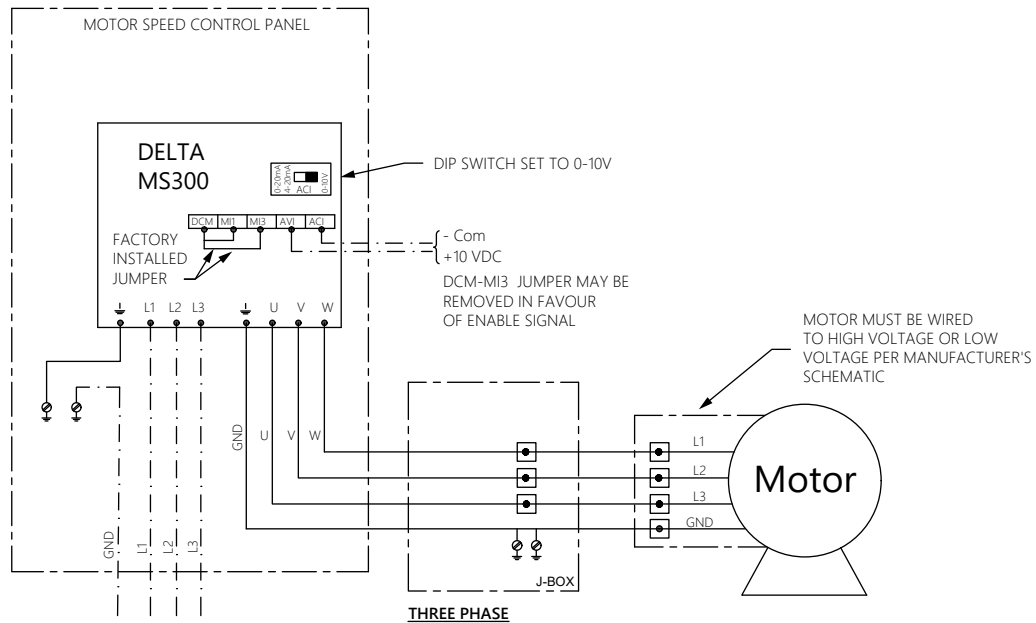 MOTOR SPEED CONTROL PANEL
DELTA
MS300
0-20mA
4-20mA
ACI
0-10V
DIP SWITCH SET TO 0-10V
DCM MI1 MI3 AVI ACI
FACTORY
INSTALLED
JUMPER
- Com
+10 VDC
DCM-MI3 JUMPER MAY BE
REMOVED IN FAVOUR
OF ENABLE SIGNAL
L1 L2 L3 U V W
MOTOR MUST BE WIRED
TO HIGH VOLTAGE OR LOW
VOLTAGE PER MANUFACTURER'S
SCHEMATIC
GND U V W
L1
L2
L3
GND
Motor
GND L1 L2 L3
J-BOX
THREE PHASE